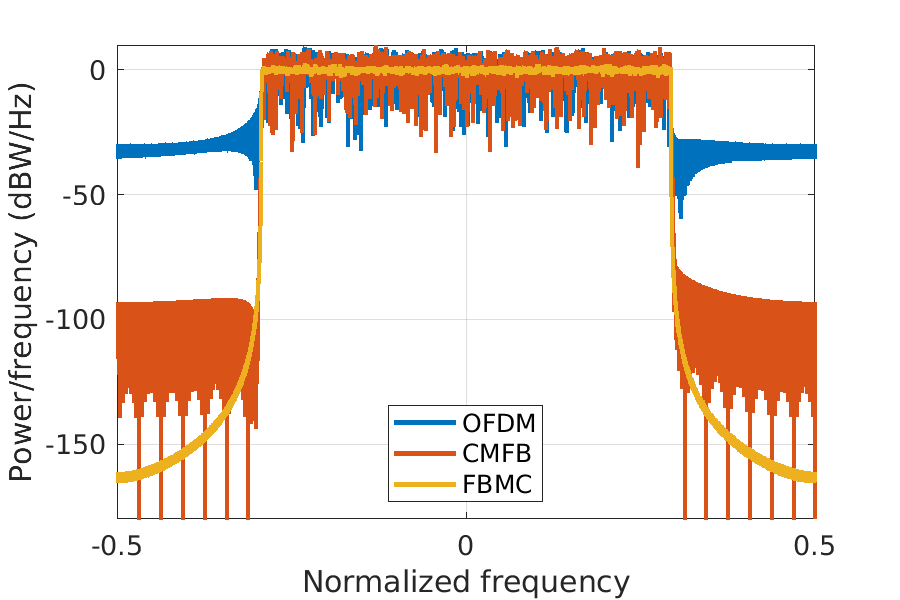 Power/frequency (dBW/Hz)
0
-50
-100
-150
OFDM
CMFB
FBMC
-0.5
0
0.5
Normalized frequency